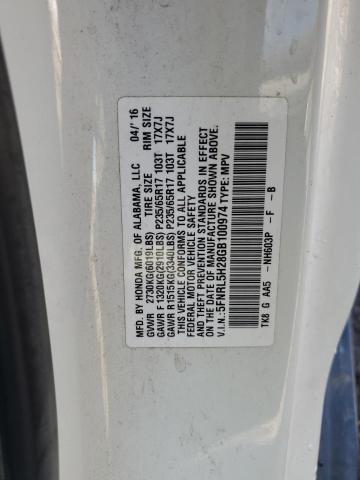 MFD. BY HONDA MFG. OF ALABAMA, LLC 04/'16
TIRE SIZE RIM SIZE
GVWR 2730KG(6019LBS)
GAWR F 1320KG(2910LBS) P235/65R17 103T 17X7J
GAWR R 1515KG(3340LBS) P235/65R17 103T 17X7J
THIS VEHICLE CONFORMS TO ALL APPLICABLE
FEDERAL MOTOR VEHICLE SAFETY, BUMPER, AND
THEFT PREVENTION STANDARDS IN EFFECT
ON THE DATE OF MANUFACTURE SHOWN ABOVE.
V.I.N.:5FNRL5H28GB100974 TYPE: MPV
TK8 G AA5 -NH603P -F -B